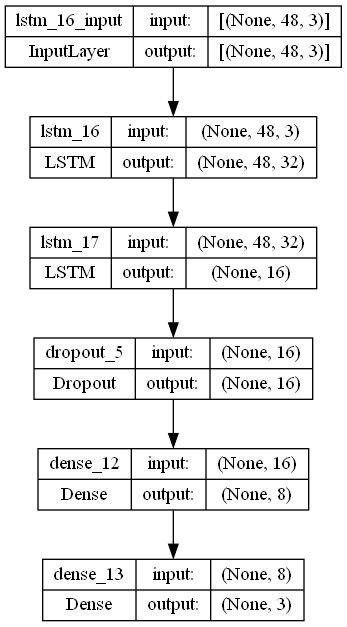 lstm_16_input input: [(None, 48, 3)]
InputLayer output: [(None, 48, 3)]
lstm_16 input: (None, 48, 3)
LSTM output: (None, 48, 32)
lstm_17 input: (None, 48, 32)
LSTM output: (None, 16)
dropout_5 input: (None, 16)
Dropout output: (None, 16)
dense_12 input: (None, 16)
Dense output: (None, 8)
dense_13 input: (None, 8)
Dense output: (None, 3)